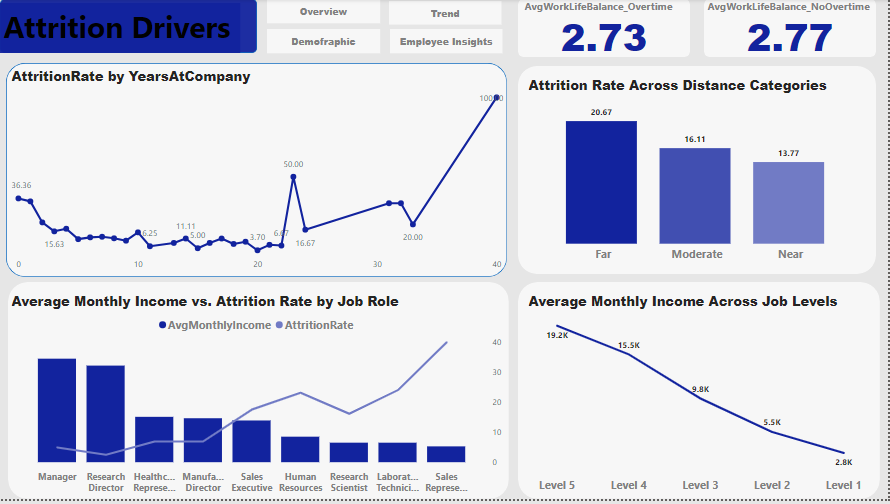 Attrition Drivers
Overview
Trend
Demofraphic
Employee Insights
AvgWorkLifeBalance_Overtime
2.73
AvgWorkLifeBalance_NoOvertime
2.77
AttritionRate by YearsAtCompany
36.36
15.63
6.25
11.11
5.00
3.70
50.00
16.67
20.00
0
10
20
30
40
Attrition Rate Across Distance Categories
20.67
16.11
13.77
Far
Moderate
Near
Average Monthly Income vs. Attrition Rate by Job Role
AvgMonthlyIncome
AttritionRate
40
30
20
10
0
Manager
Research
Director
Healthc...
Represe...
Manufa...
Director
Sales
Executive
Human
Resources
Research
Scientist
Laborat...
Technici...
Sales
Represe...
Average Monthly Income Across Job Levels
19.2K
15.5K
9.8K
5.5K
2.8K
Level 5
Level 4
Level 3
Level 2
Level 1